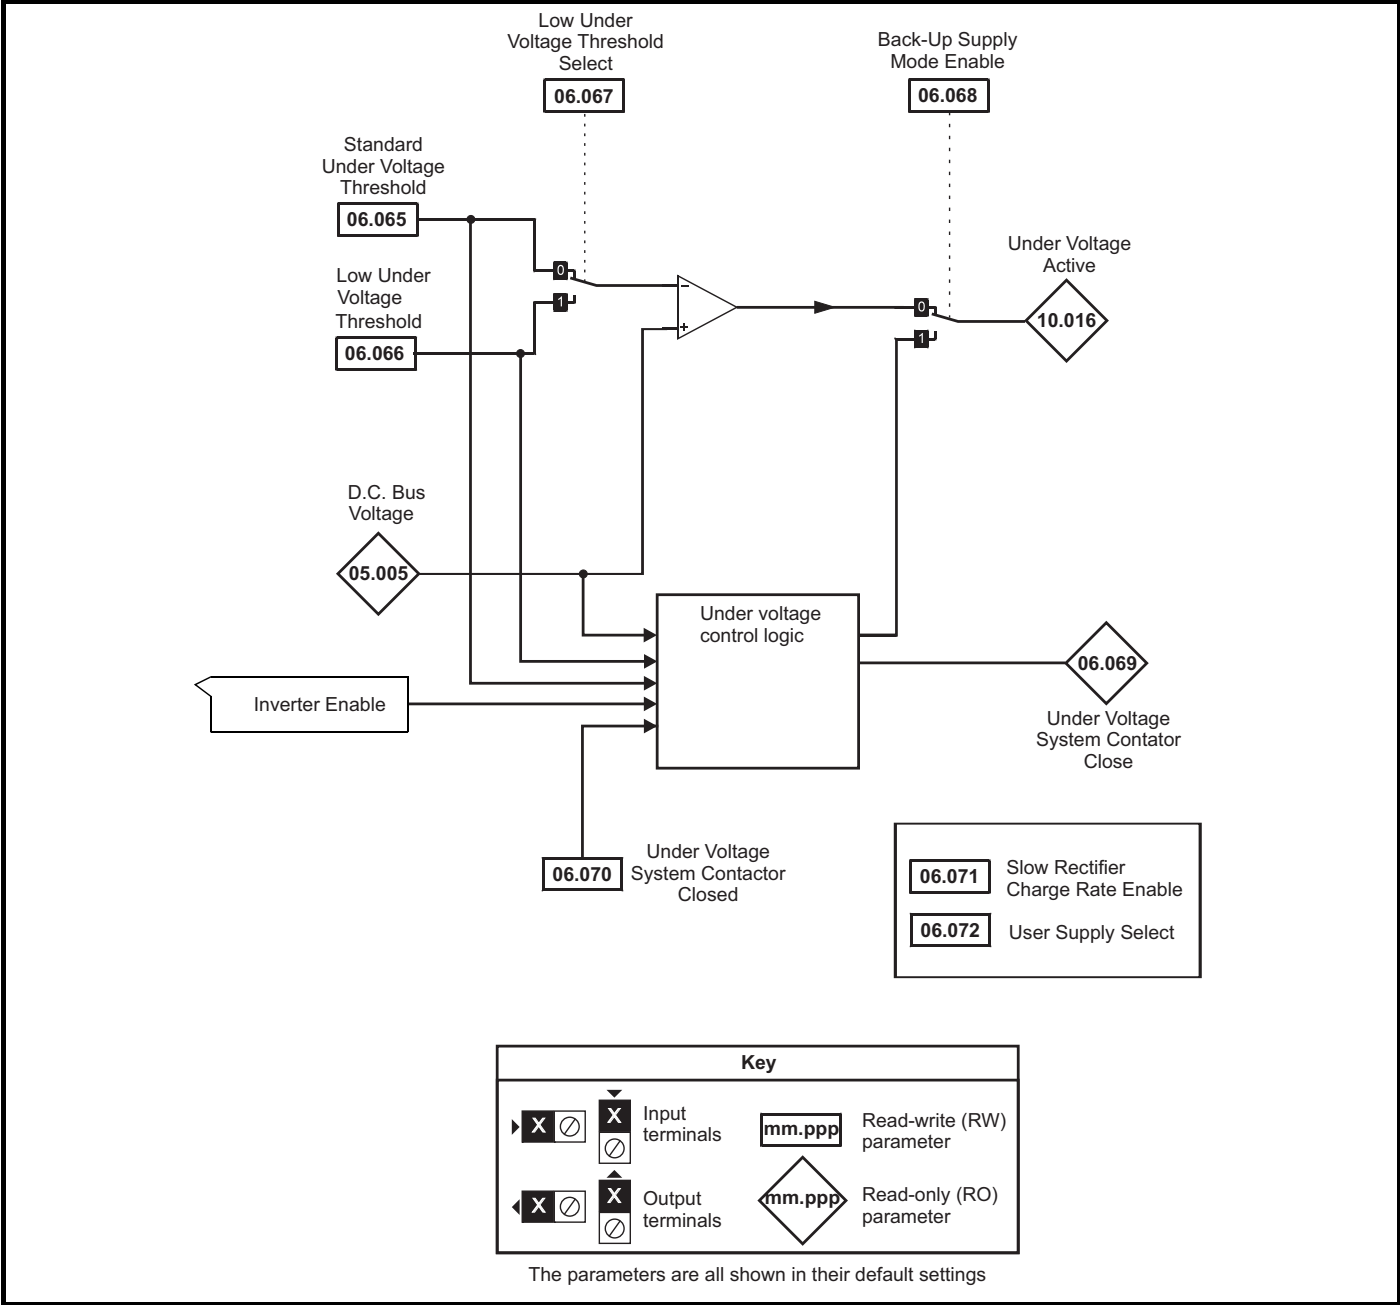 Low Under
Voltage Threshold
Select
06.067
Back-Up Supply
Mode Enable
06.068
Standard
Under Voltage
Threshold
06.065
Low Under
Voltage
Threshold
06.066
0
1
−
+
0
1
Under Voltage
Active
10.016
D.C. Bus
Voltage
05.005
Under voltage
control logic
Inverter Enable
06.069
Under Voltage
System Contator
Close
06.070
Under Voltage
System Contactor
Closed
06.071
Slow Rectifier
Charge Rate Enable
06.072
User Supply Select
Key
X
X
Input
terminals
mm.ppp
Read-write (RW)
parameter
X
X
Output
terminals
mm.ppp
Read-only (RO)
parameter
The parameters are all shown in their default settings